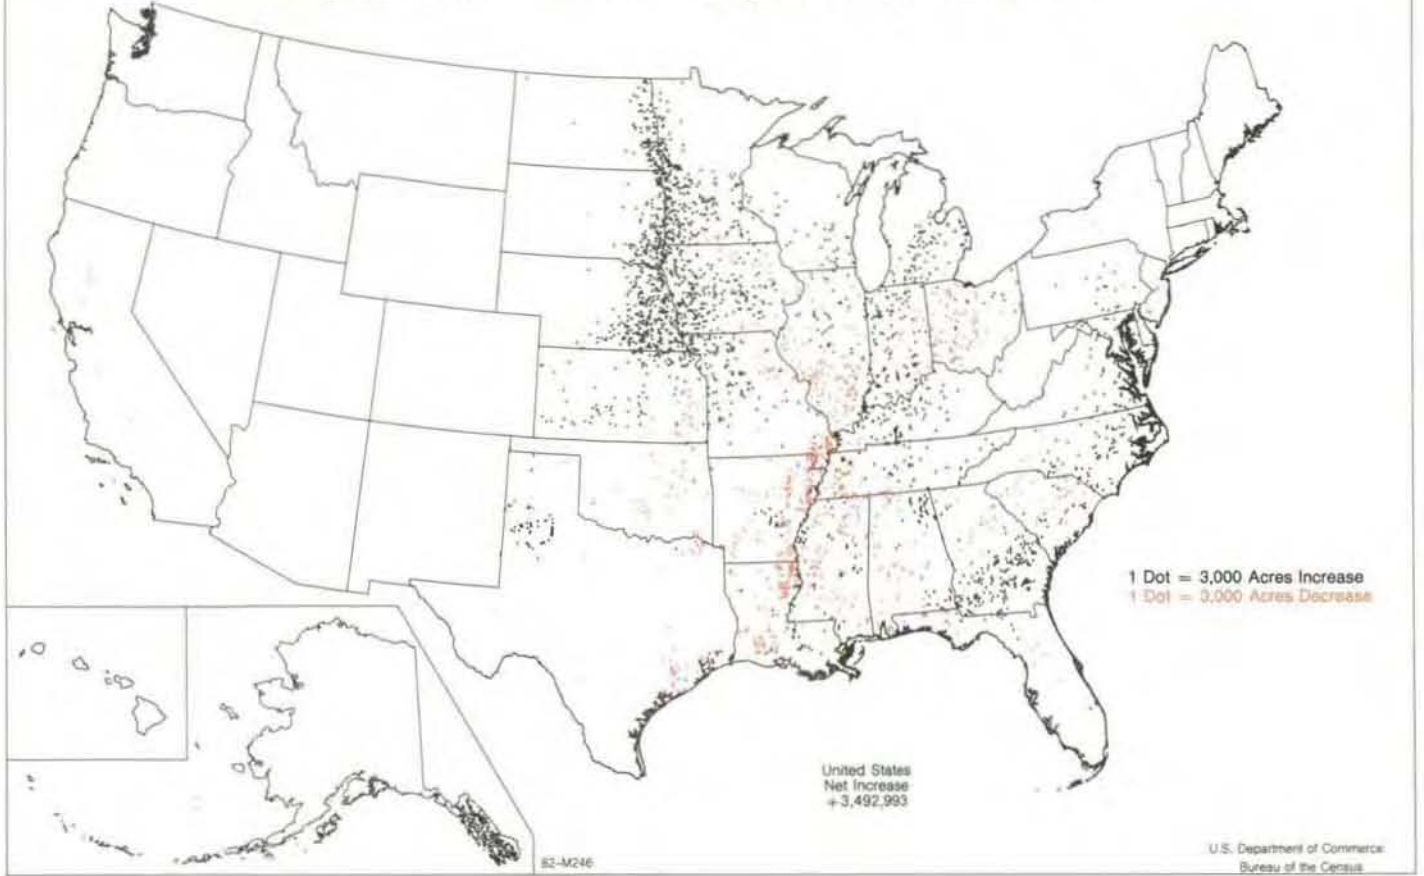 1 Dot = 3,000 Acres Increase
1 Dot = 3,000 Acres Decrease
United States
Net Increase
+3,492,993
82-M246
U.S. Department of Commerce
Bureau of the Census